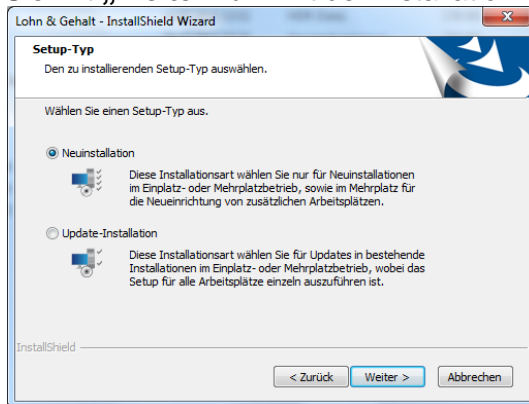 Lohn & Gehalt - InstallShield Wizard
Setup-Typ
Den zu installierenden Setup-Typ auswählen.
Wählen Sie einen Setup-Typ aus.
Neuinstallation
Diese Installationsart wählen Sie nur für Neuinstallationen
im Einplatz- oder Mehrplatzbetrieb, sowie im Mehrplatz für
die Neueinrichtung von zusätzlichen Arbeitsplätzen.
Update-Installation
Diese Installationsart wählen Sie für Updates in bestehende
Installationen im Einplatz- oder Mehrplatzbetrieb, wobei das
Setup für alle Arbeitsplätze einzeln auszuführen ist.
InstallShield
< Zurück Weiter > Abbrechen